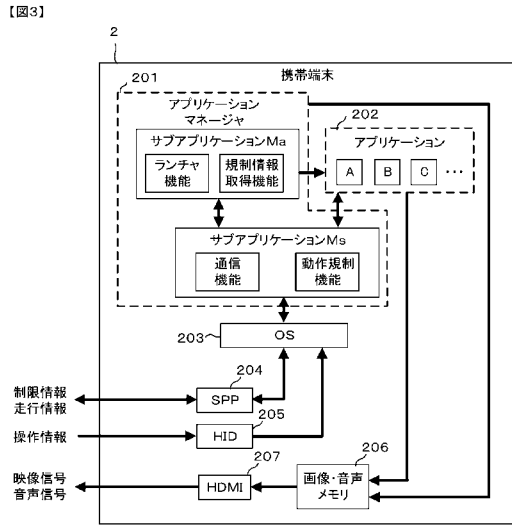 【図3】
2
携帯端末
201
アプリケーション
マネージャ
サブアプリケーションMa
ランチャ
機能
規制情報
取得機能
202
アプリケーション
A B C ・・・
サブアプリケーションMs
通信
機能
動作規制
機能
203
OS
204
制限情報
走行情報
SPP
205
操作情報
HID
206
207
映像信号
音声信号
HDMI
画像・音声
メモリ